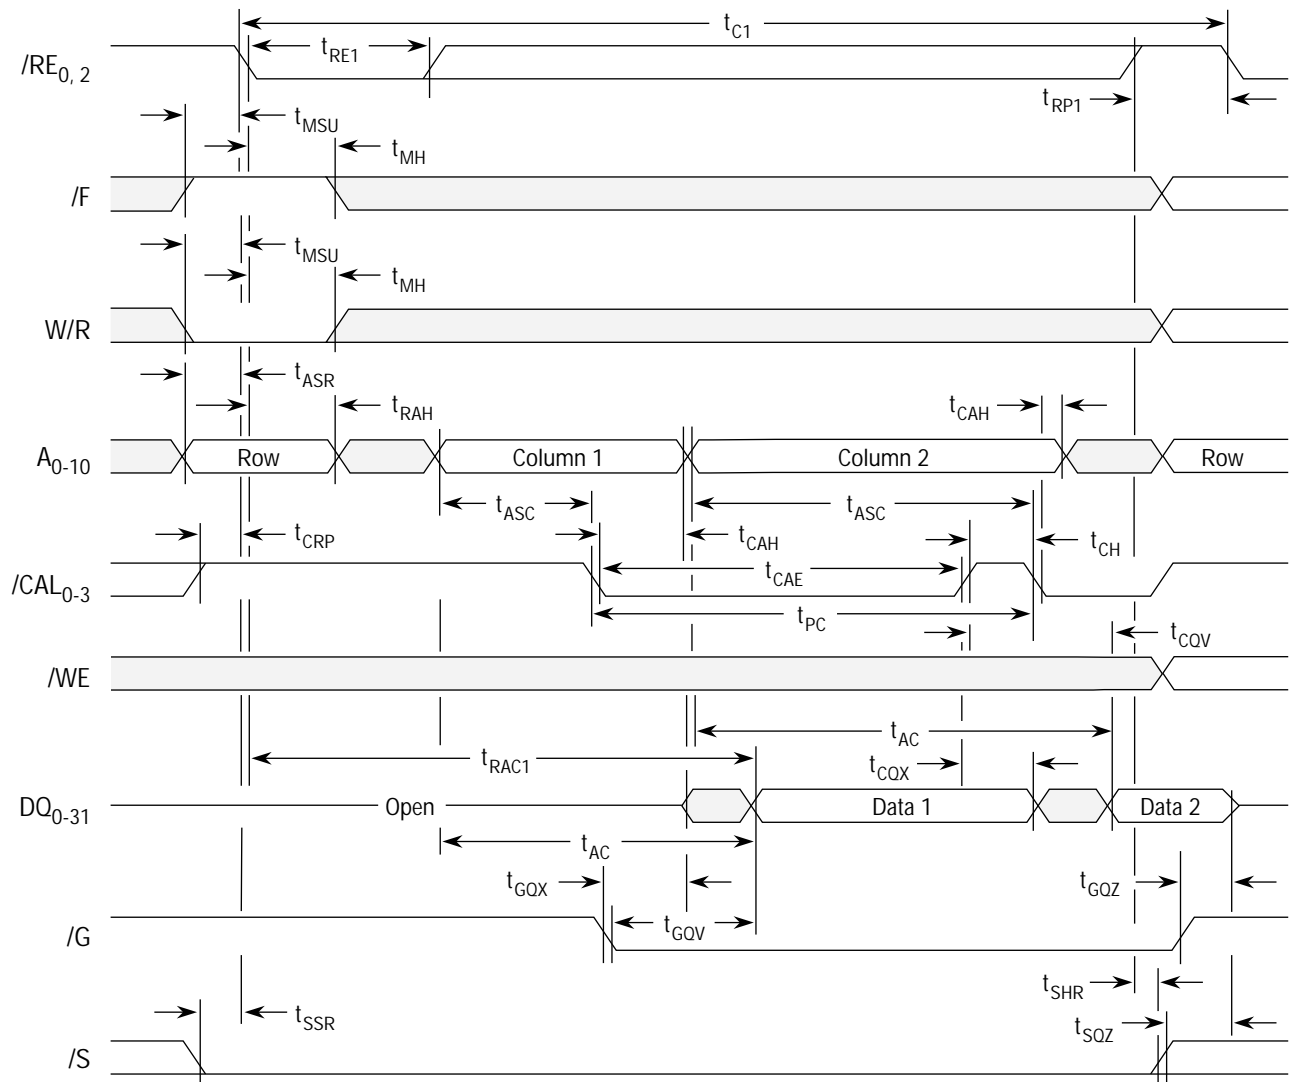 tC1
tRE1
/RE0, 2
tRP1
tMSU
tMH
/F
tMSU
tMH
W/R
tASR
tRAH
tCAH
A0-10
Row
Column 1
Column 2
Row
tASC
tASC
tCRP
tCAH
tCH
/CAL0-3
tCAE
tPC
tCQV
/WE
tAC
tRAC1
tCQX
DQ0-31
Open
Data 1
Data 2
tAC
tGQX
tGQZ
/G
tGQV
tSHR
tSSR
tSQZ
/S